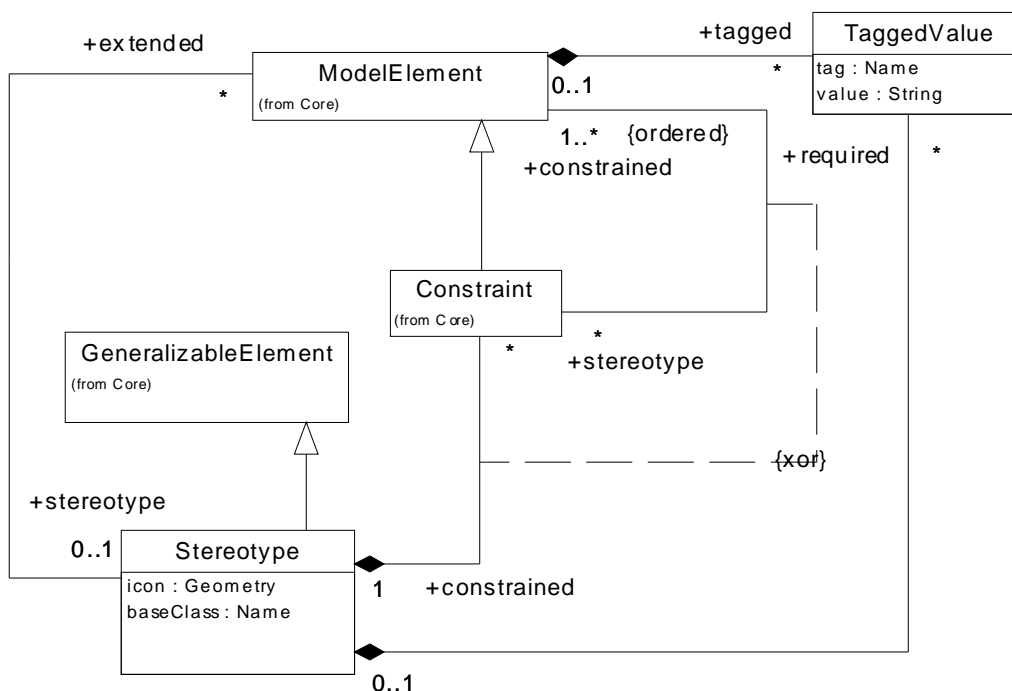 +extended
*
ModelElement
(from Core)
0..1
+tagged
*
TaggedValue
tag : Name
value : String
1..*
{ordered}
+constrained
+required
*
Constraint
(from Core)
*
*
+stereotype
GeneralizableElement
(from Core)
{xor}
+stereotype
0..1
Stereotype
icon : Geometry
baseClass : Name
1
+constrained
0..1